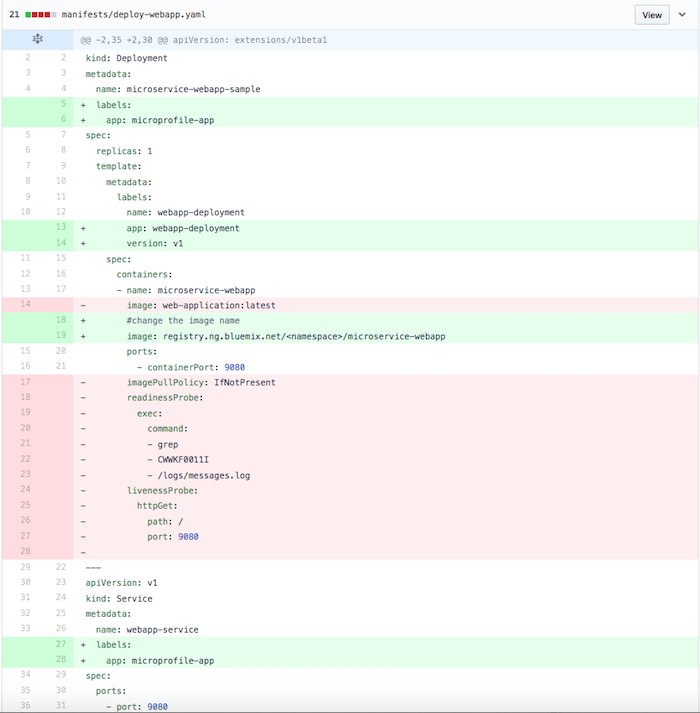 21 manifests/deploy-webapp.yaml View
@@ -2,35 +2,30 @@ apiVersion: extensions/v1beta1
2 2 kind: Deployment
3 3 metadata:
4 4 name: microservice-webapp-sample
5 + labels:
6 + app: microprofile-app
5 7 spec:
6 8 replicas: 1
7 9 template:
8 10 metadata:
9 11 labels:
10 12 name: webapp-deployment
13 + app: webapp-deployment
14 + version: v1
11 15 spec:
12 16 containers:
13 17 - name: microservice-webapp
14 - image: web-application:latest
18 + #change the image name
19 + image: registry.ng.bluemix.net/<namespace>/microservice-webapp
15 20 ports:
16 21 - containerPort: 9080
17 - imagePullPolicy: IfNotPresent
18 - readinessProbe:
19 - exec:
20 - command:
21 - - grep
22 - - CWWKF0011I
23 - - /logs/messages.log
24 - livenessProbe:
25 - httpGet:
26 - path: /
27 - port: 9080
28 -
29 22 ---
30 23 apiVersion: v1
31 24 kind: Service
32 25 metadata:
33 26 name: webapp-service
27 + labels:
28 + app: microprofile-app
34 29 spec:
35 30 ports:
36 31 - port: 9080